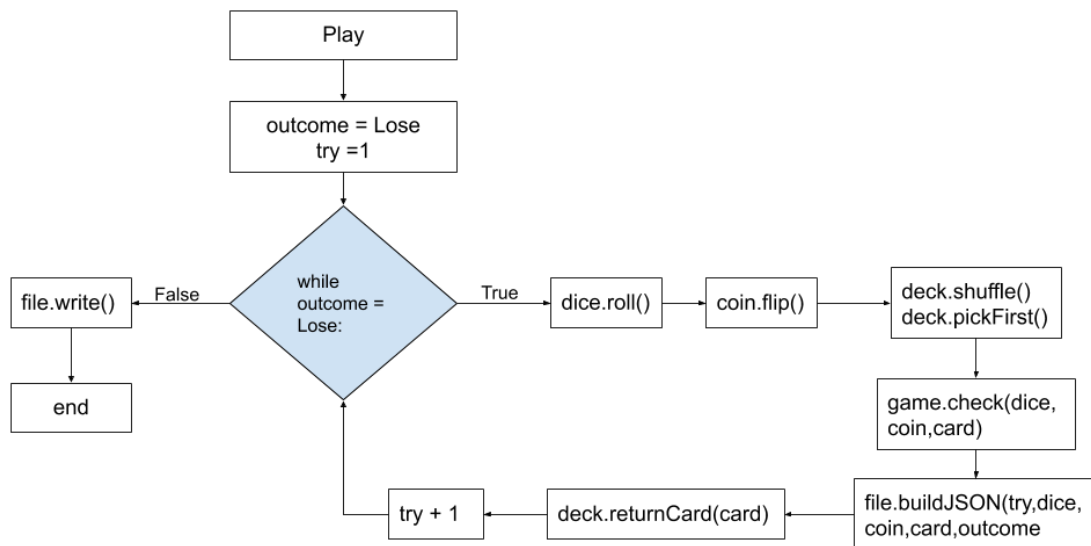 Play
outcome = Lose
try =1
while
outcome =
Lose:
False
file.write()
end
True
dice.roll()
coin.flip()
deck.shuffle()
deck.pickFirst()
game.check(dice,
coin,card)
file.buildJSON(try,dice,
coin,card,outcome
deck.returnCard(card)
try + 1